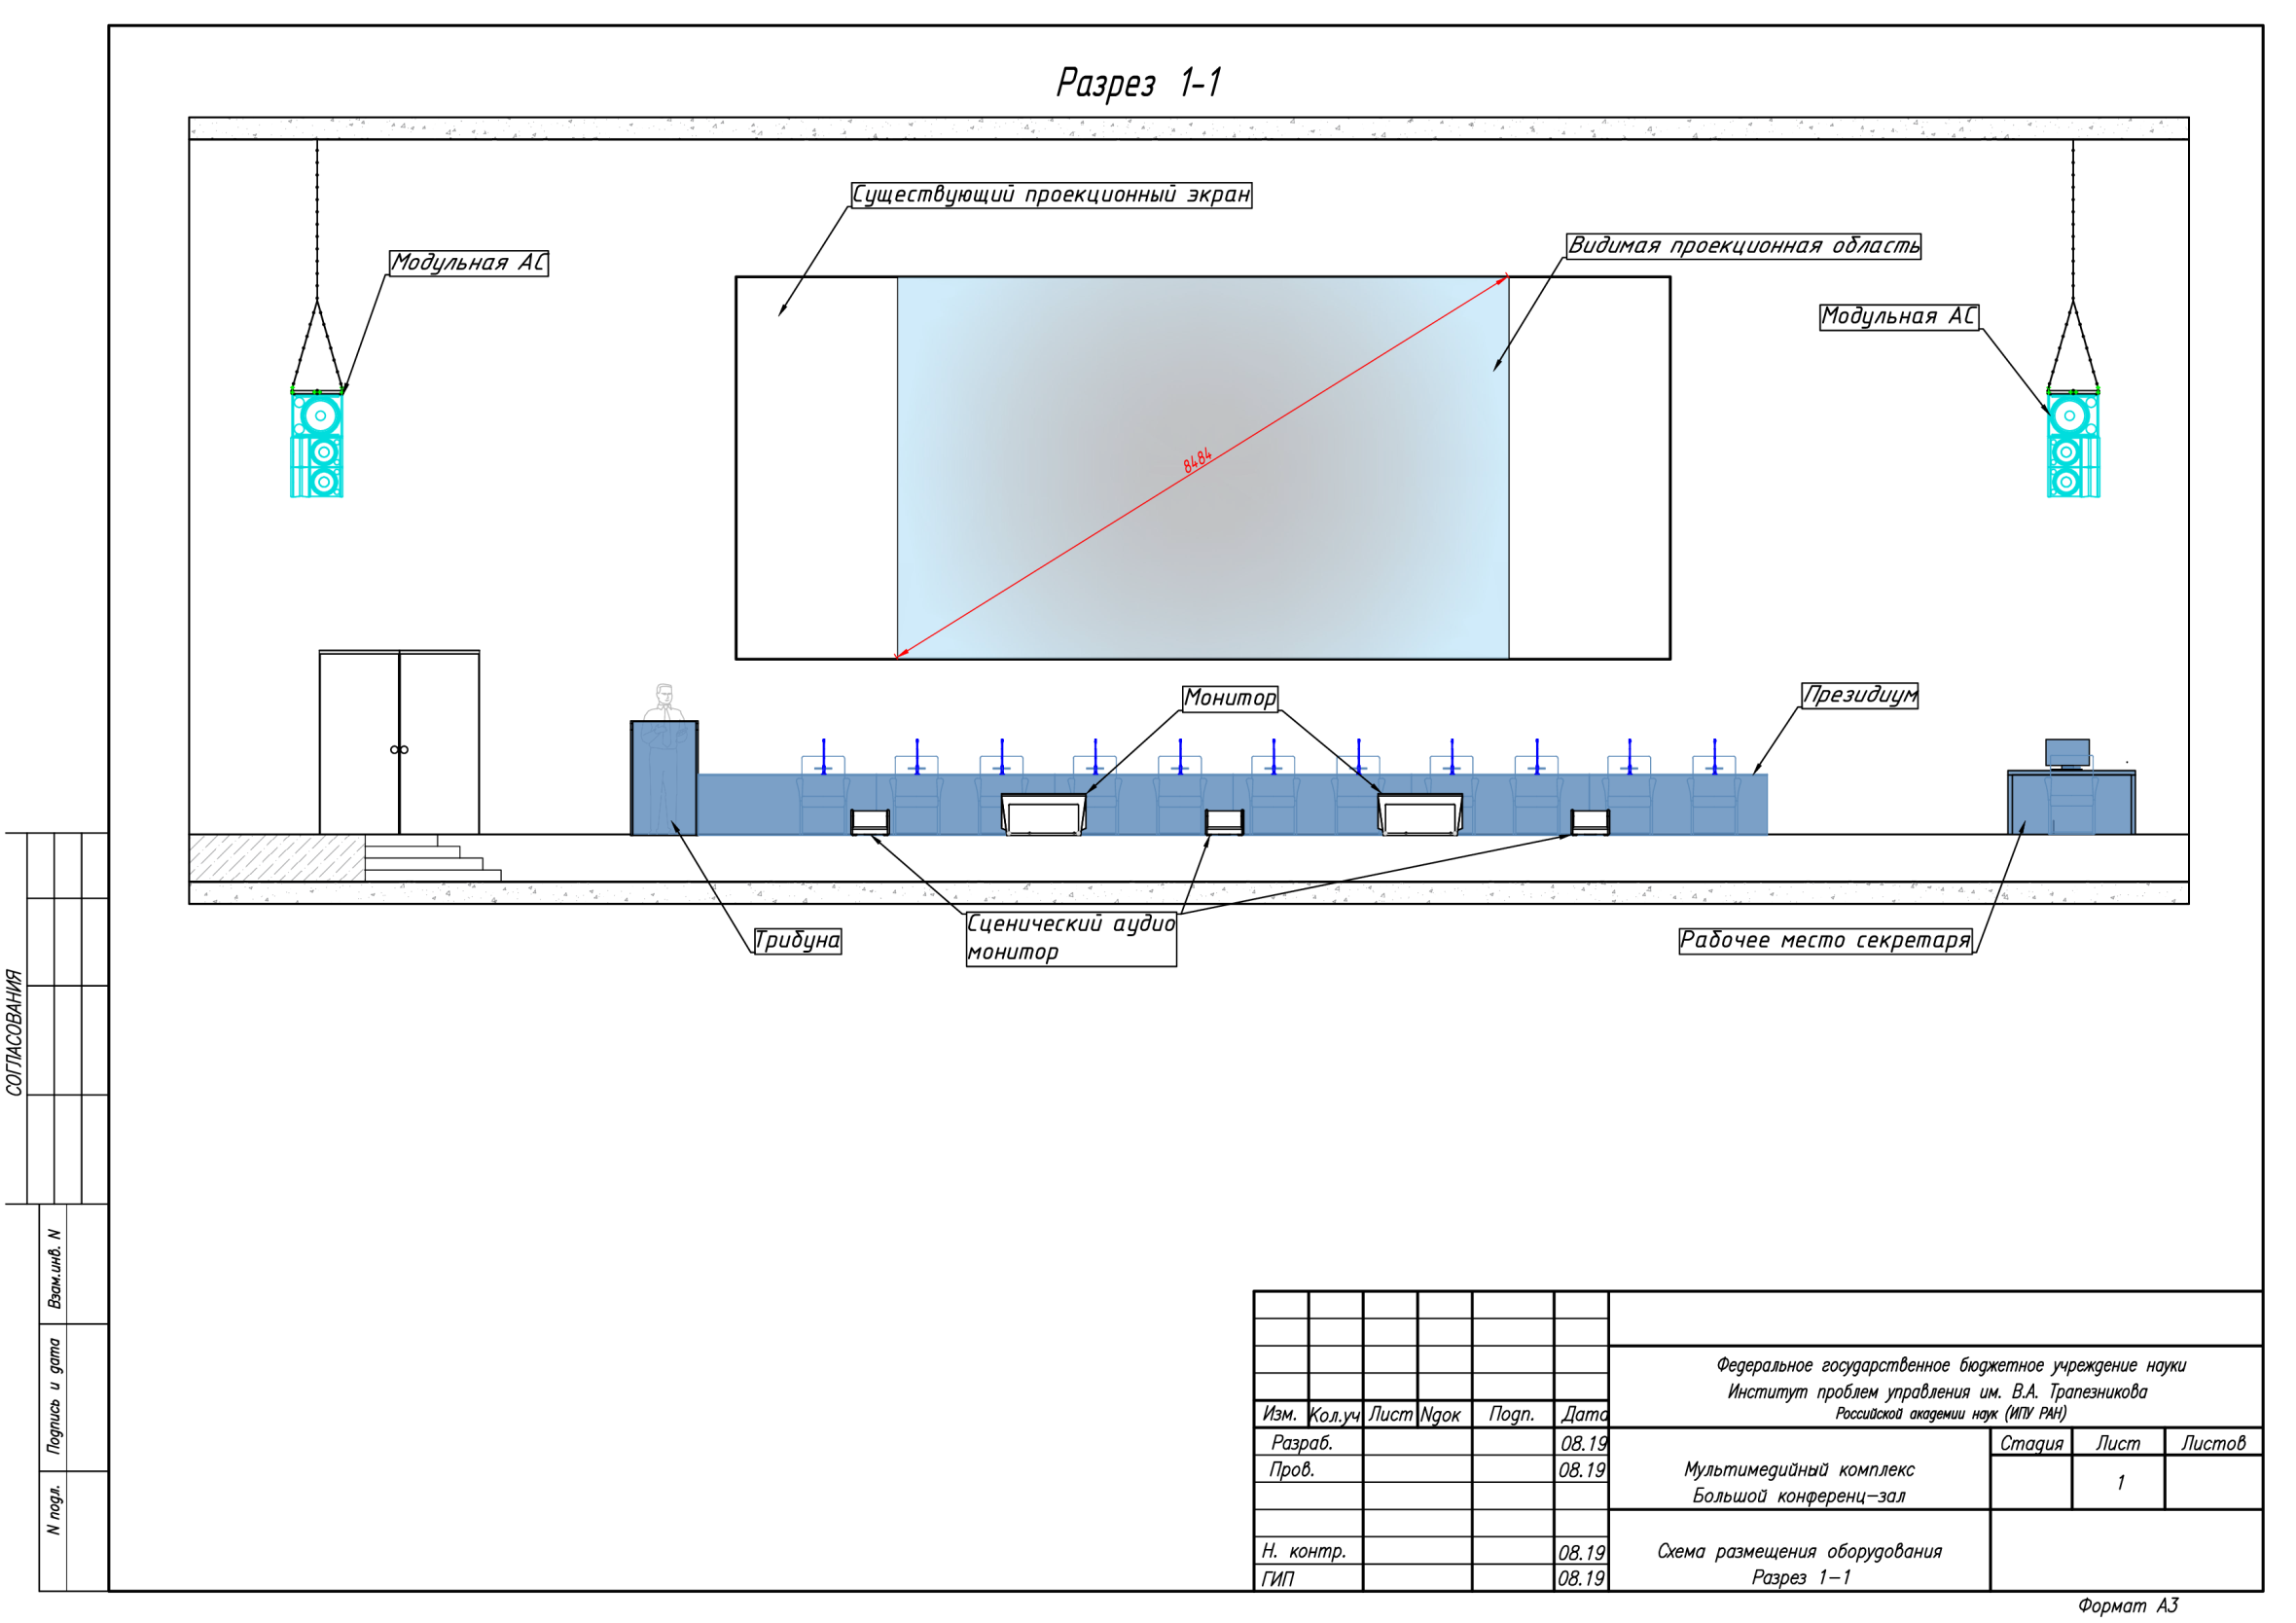 Разрез 1-1
Существующий проекционный экран
Видимая проекционная область
Модульная АС
Модульная АС
8484
Монитор
Президиум
Сценический аудио
монитор
Трибуна
Рабочее место секретаря
СОГЛАСОВАНИЯ
Взам.инв. N
Подпись и дата
N подл.
Федеральное государственное бюджетное учреждение науки
Институт проблем управления им. В.А. Трапезникова
Российской академии наук (ИПУ РАН)
Изм. Кол.уч Лист Nдок Подп. Дата
Разраб. 08.19
Пров. 08.19
Н. контр. 08.19
ГИП 08.19
Мультимедийный комплекс
Большой конференц-зал
Стадия Лист Листов
1
Схема размещения оборудования
Разрез 1-1
Формат А3